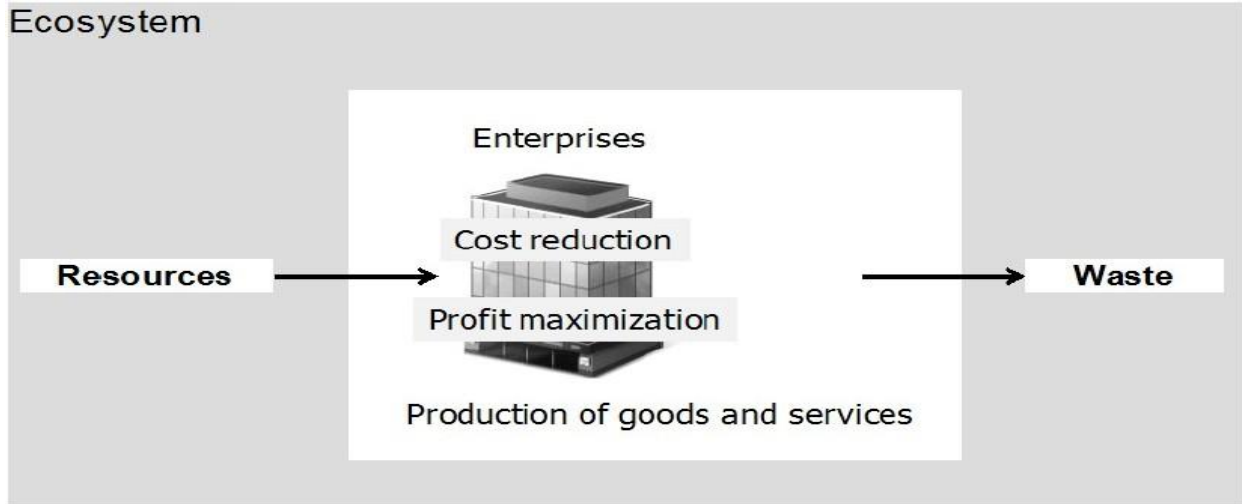 Ecosystem
Enterprises
Cost reduction
Resources
Waste
Profit maximization
Production of goods and services